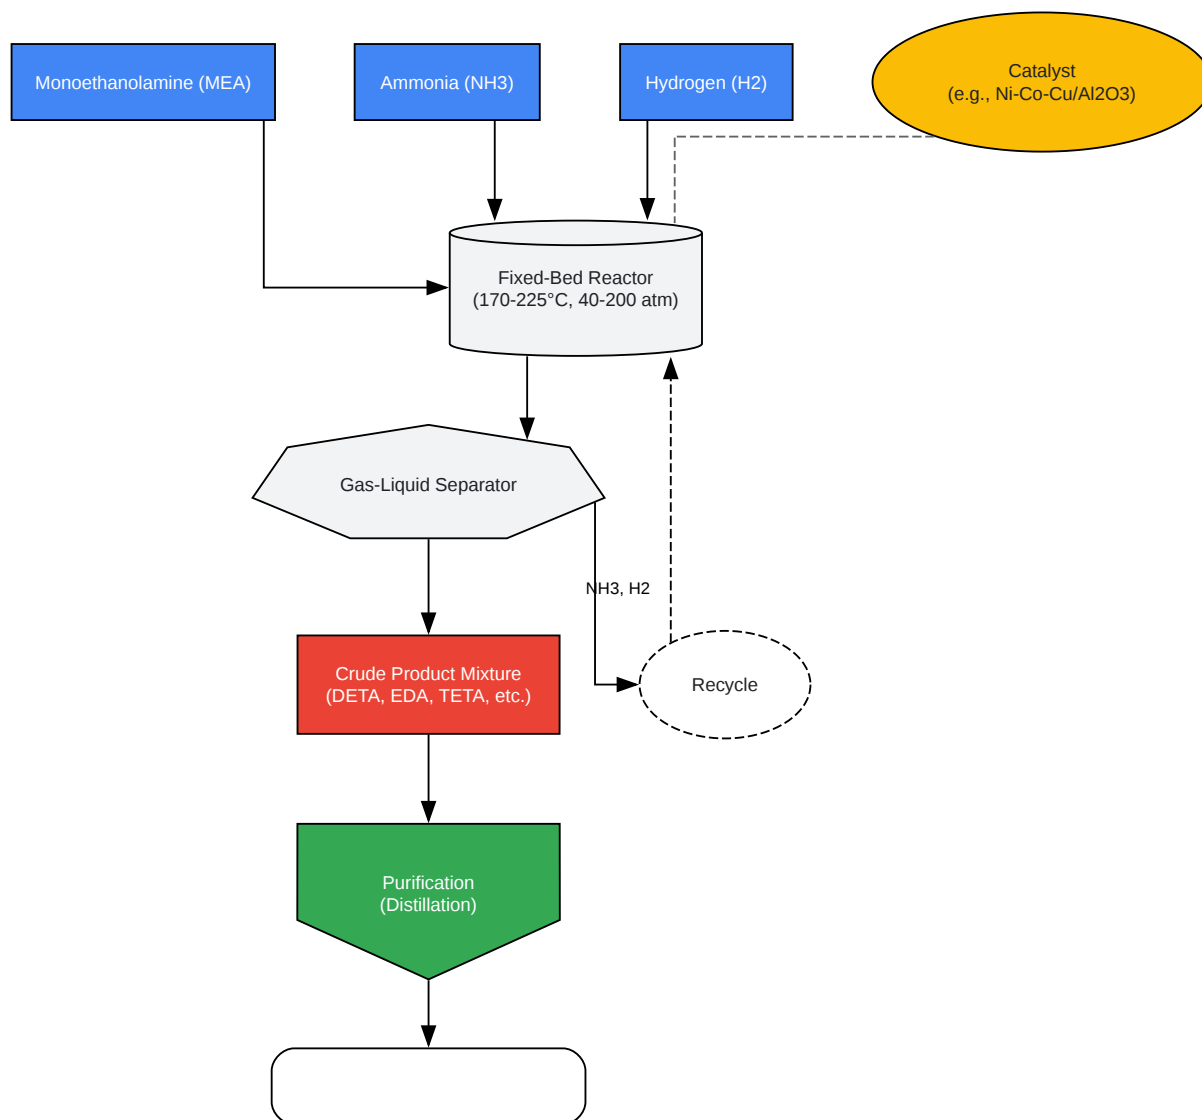 Monoethanolamine (MEA)
Ammonia (NH3)
Hydrogen (H2)
Catalyst
(e.g., Ni-Co-Cu/Al2O3)
Fixed-Bed Reactor
(170-225°C, 40-200 atm)
Gas-Liquid Separator
NH3, H2
Crude Product Mixture
(DETA, EDA, TETA, etc.)
Recycle
Purification
(Distillation)